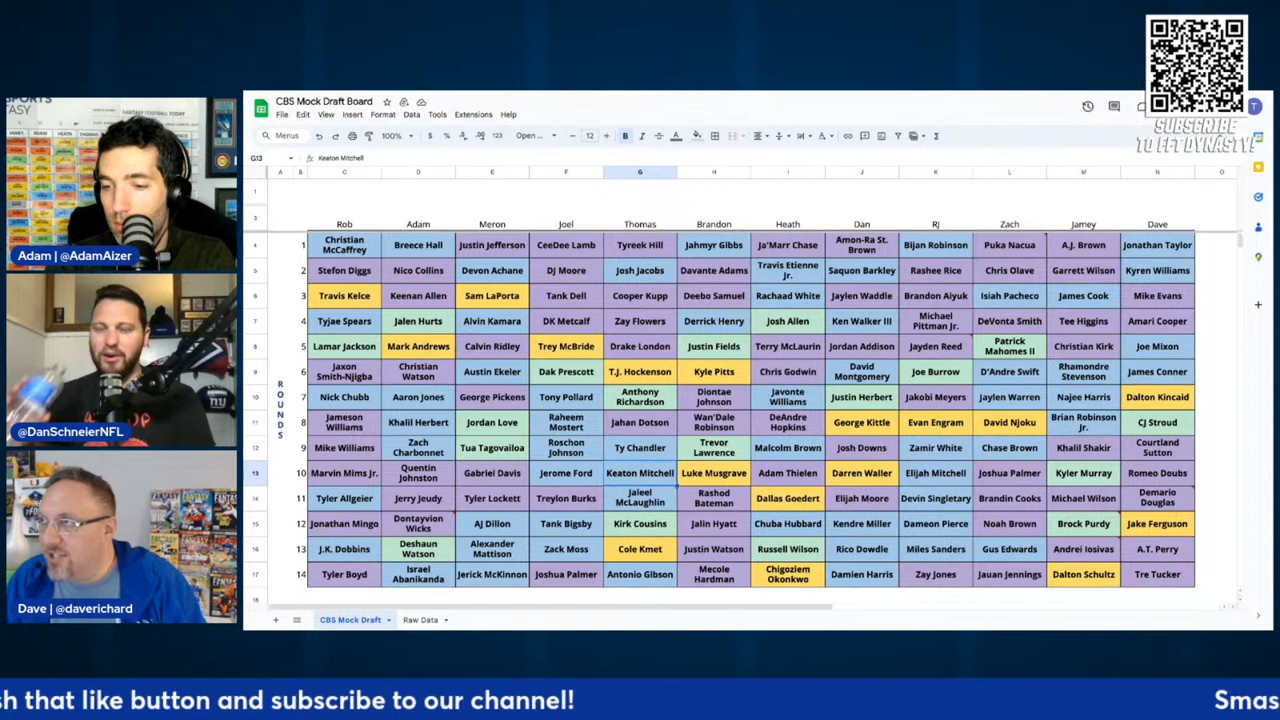 SUBSCRIBE
TO FFT DYNASTY!
CBS Mock Draft Board
File Edit View Insert Format Data Tools Extensions Help
Menus 100% $ % 123 Open ... 12 B I A
G13 Keaton Mitchell
A B C D E F G H I J K L M N O
1
3 Rob Adam Meron Joel Thomas Brandon Heath Dan RJ Zach Jamey Dave
4 1 Christian McCaffrey Breece Hall Justin Jefferson CeeDee Lamb Tyreek Hill Jahmyr Gibbs Ja'Marr Chase Amon-Ra St. Brown Bijan Robinson Puka Nacua A.J. Brown Jonathan Taylor
5 2 Stefon Diggs Nico Collins Devon Achane DJ Moore Josh Jacobs Davante Adams Travis Etienne Jr. Saquon Barkley Rashee Rice Chris Olave Garrett Wilson Kyren Williams
6 3 Travis Kelce Keenan Allen Sam LaPorta Tank Dell Cooper Kupp Deebo Samuel Rachaad White Jaylen Waddle Brandon Aiyuk Isiah Pacheco James Cook Mike Evans
7 4 Tyjae Spears Jalen Hurts Alvin Kamara DK Metcalf Zay Flowers Derrick Henry Josh Allen Ken Walker III Michael Pittman Jr. DeVonta Smith Tee Higgins Amari Cooper
8 5 Lamar Jackson Mark Andrews Calvin Ridley Trey McBride Drake London Justin Fields Terry McLaurin Jordan Addison Jayden Reed Patrick Mahomes II Christian Kirk Joe Mixon
9 6 Jaxon Smith-Njigba Christian Watson Austin Ekeler Dak Prescott T.J. Hockenson Kyle Pitts Chris Godwin David Montgomery Joe Burrow D'Andre Swift Rhamondre Stevenson James Conner
10 7 Nick Chubb Aaron Jones George Pickens Tony Pollard Anthony Richardson Diontae Johnson Javonte Williams Justin Herbert Jakobi Meyers Jaylen Warren Najee Harris Dalton Kincaid
11 8 Jameson Williams Khalil Herbert Jordan Love Raheem Mostert Jahan Dotson Wan'Dale Robinson DeAndre Hopkins George Kittle Evan Engram David Njoku Brian Robinson Jr. CJ Stroud
12 9 Mike Williams Zach Charbonnet Tua Tagovailoa Roschon Johnson Ty Chandler Trevor Lawrence Malcolm Brown Josh Downs Zamir White Chase Brown Khalil Shakir Courtland Sutton
13 10 Marvin Mims Jr. Quentin Johnston Gabriel Davis Jerome Ford Keaton Mitchell Luke Musgrave Adam Thielen Darren Waller Elijah Mitchell Joshua Palmer Kyler Murray Romeo Doubs
14 11 Tyler Allgeier Jerry Jeudy Tyler Lockett Treylon Burks Jaleel McLaughlin Rashod Bateman Dallas Goedert Elijah Moore Devin Singletary Brandin Cooks Michael Wilson Demario Douglas
15 12 Jonathan Mingo Dontayvion Wicks AJ Dillon Tank Bigsby Kirk Cousins Jalin Hyatt Chuba Hubbard Kendre Miller Dameon Pierce Noah Brown Brock Purdy Jake Ferguson
16 13 J.K. Dobbins Deshaun Watson Alexander Mattison Zack Moss Cole Kmet Justin Watson Russell Wilson Rico Dowdle Miles Sanders Gus Edwards Andrei Iosivas A.T. Perry
17 14 Tyler Boyd Israel Abanikanda Jerick McKinnon Joshua Palmer Antonio Gibson Mecole Hardman Chigoziem Okonkwo Damien Harris Zay Jones Jauan Jennings Dalton Schultz Tre Tucker
18
ROUNDS
CBS Mock Draft Raw Data
T
Adam | @AdamAizer
@DanSchneierNFL
Dave | @daverichard
sh that like button and subscribe to our channel!
Smas